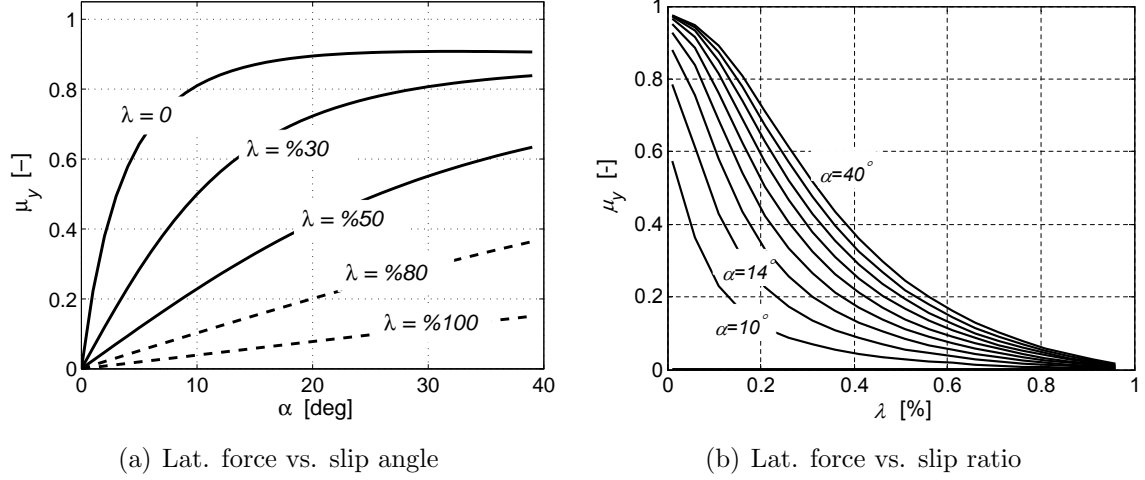 1
0.8
0.6
0.4
0.2
0
μy [–]
λ = 0
λ = %30
λ = %50
λ = %80
λ = %100
0 10 20 30 40
α [deg]
(a) Lat. force vs. slip angle
1
0.8
0.6
0.4
0.2
0
μy [-]
α=40°
α=14°
α=10°
0 0.2 0.4 0.6 0.8 1
λ [%]
(b) Lat. force vs. slip ratio